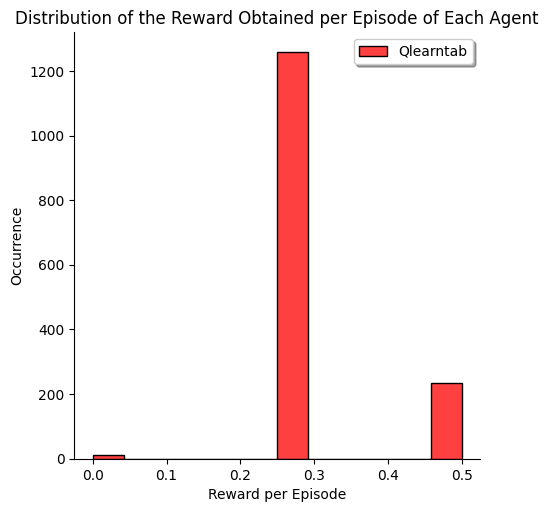 Distribution of the Reward Obtained per Episode of Each Agent
Qlearntab
1200
1000
800
600
400
200
0
Occurrence
0.0 0.1 0.2 0.3 0.4 0.5
Reward per Episode